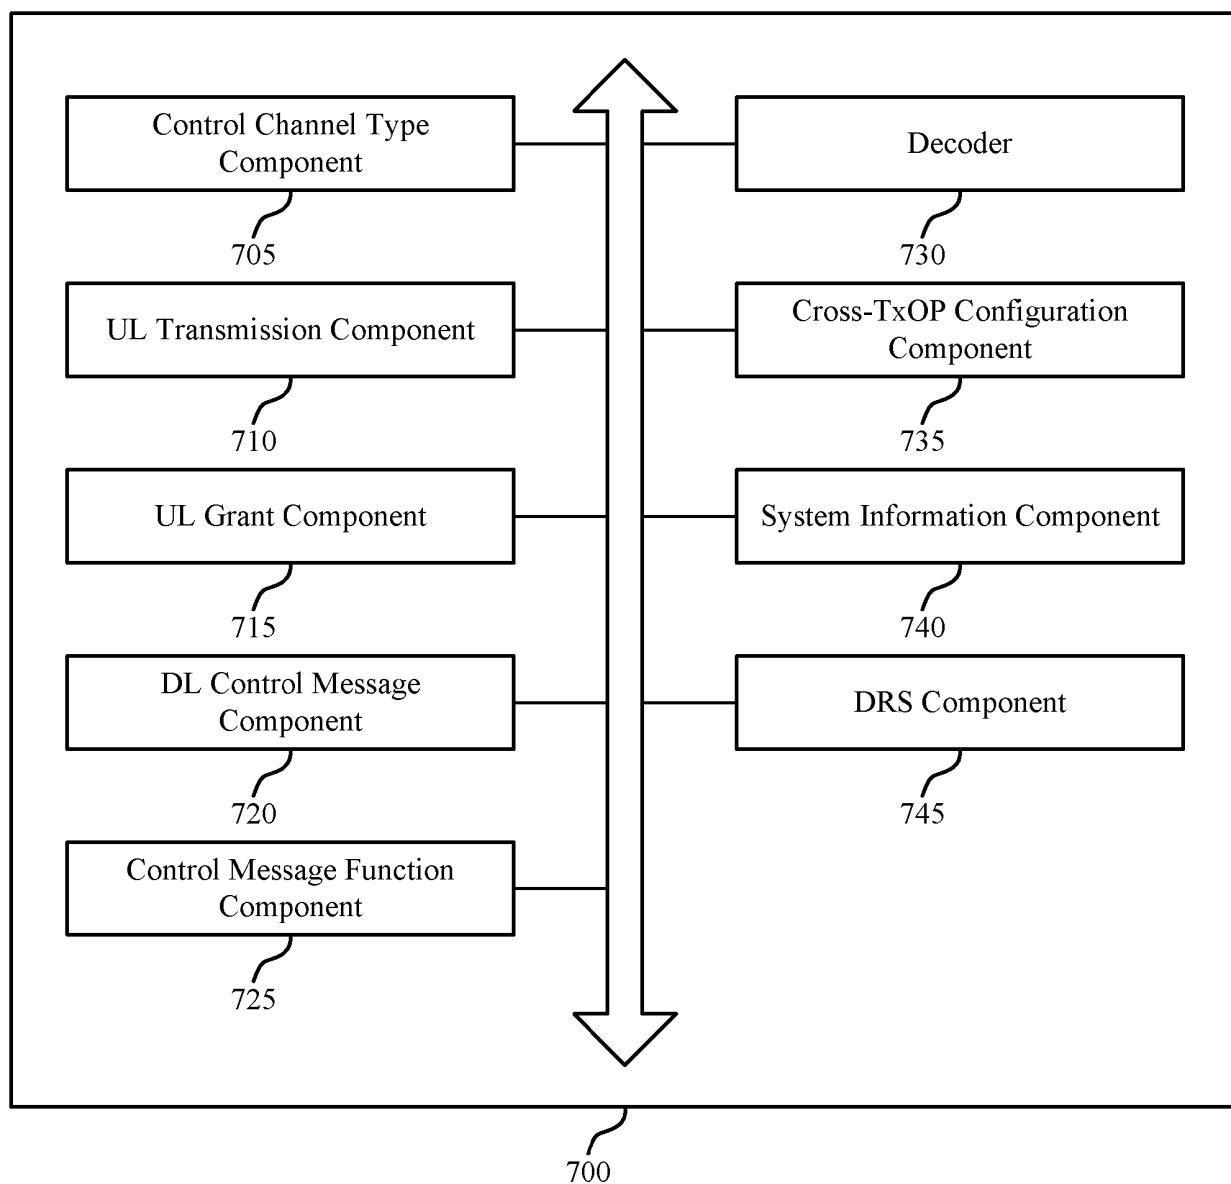 Control Channel Type
Component
705
UL Transmission Component
710
UL Grant Component
715
DL Control Message
Component
720
Control Message Function
Component
725
Decoder
730
Cross-TxOP Configuration
Component
735
System Information Component
740
DRS Component
745
700